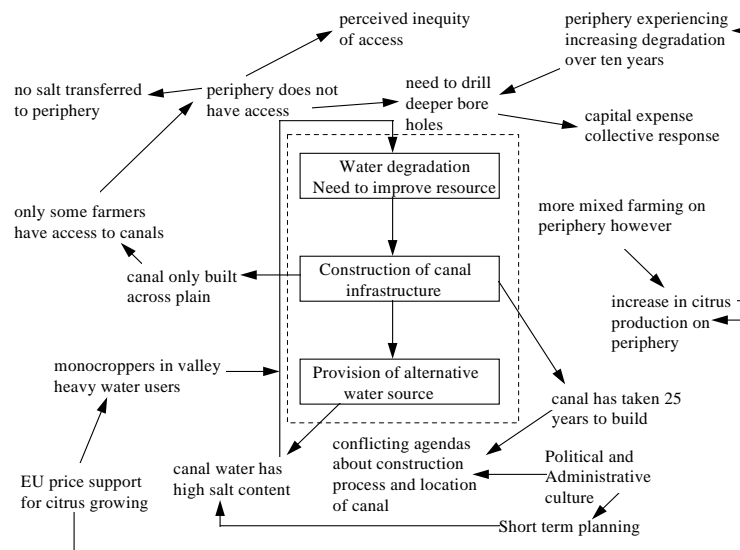 perceived inequity
of access
periphery experiencing
increasing degradation
over ten years
no salt transferred
to periphery
periphery does not
have access
need to drill
deeper bore
holes
capital expense
collective response
Water degradation
Need to improve resource
only some farmers
have access to canals
more mixed farming on
periphery however
canal only built
across plain
Construction of canal
infrastructure
increase in citrus
production on
periphery
monocroppers in valley
heavy water users
Provision of alternative
water source
canal has taken 25
years to build
conflicting agendas
about construction
process and location
of canal
Political and
Administrative
culture
EU price support
for citrus growing
canal water has
high salt content
Short term planning